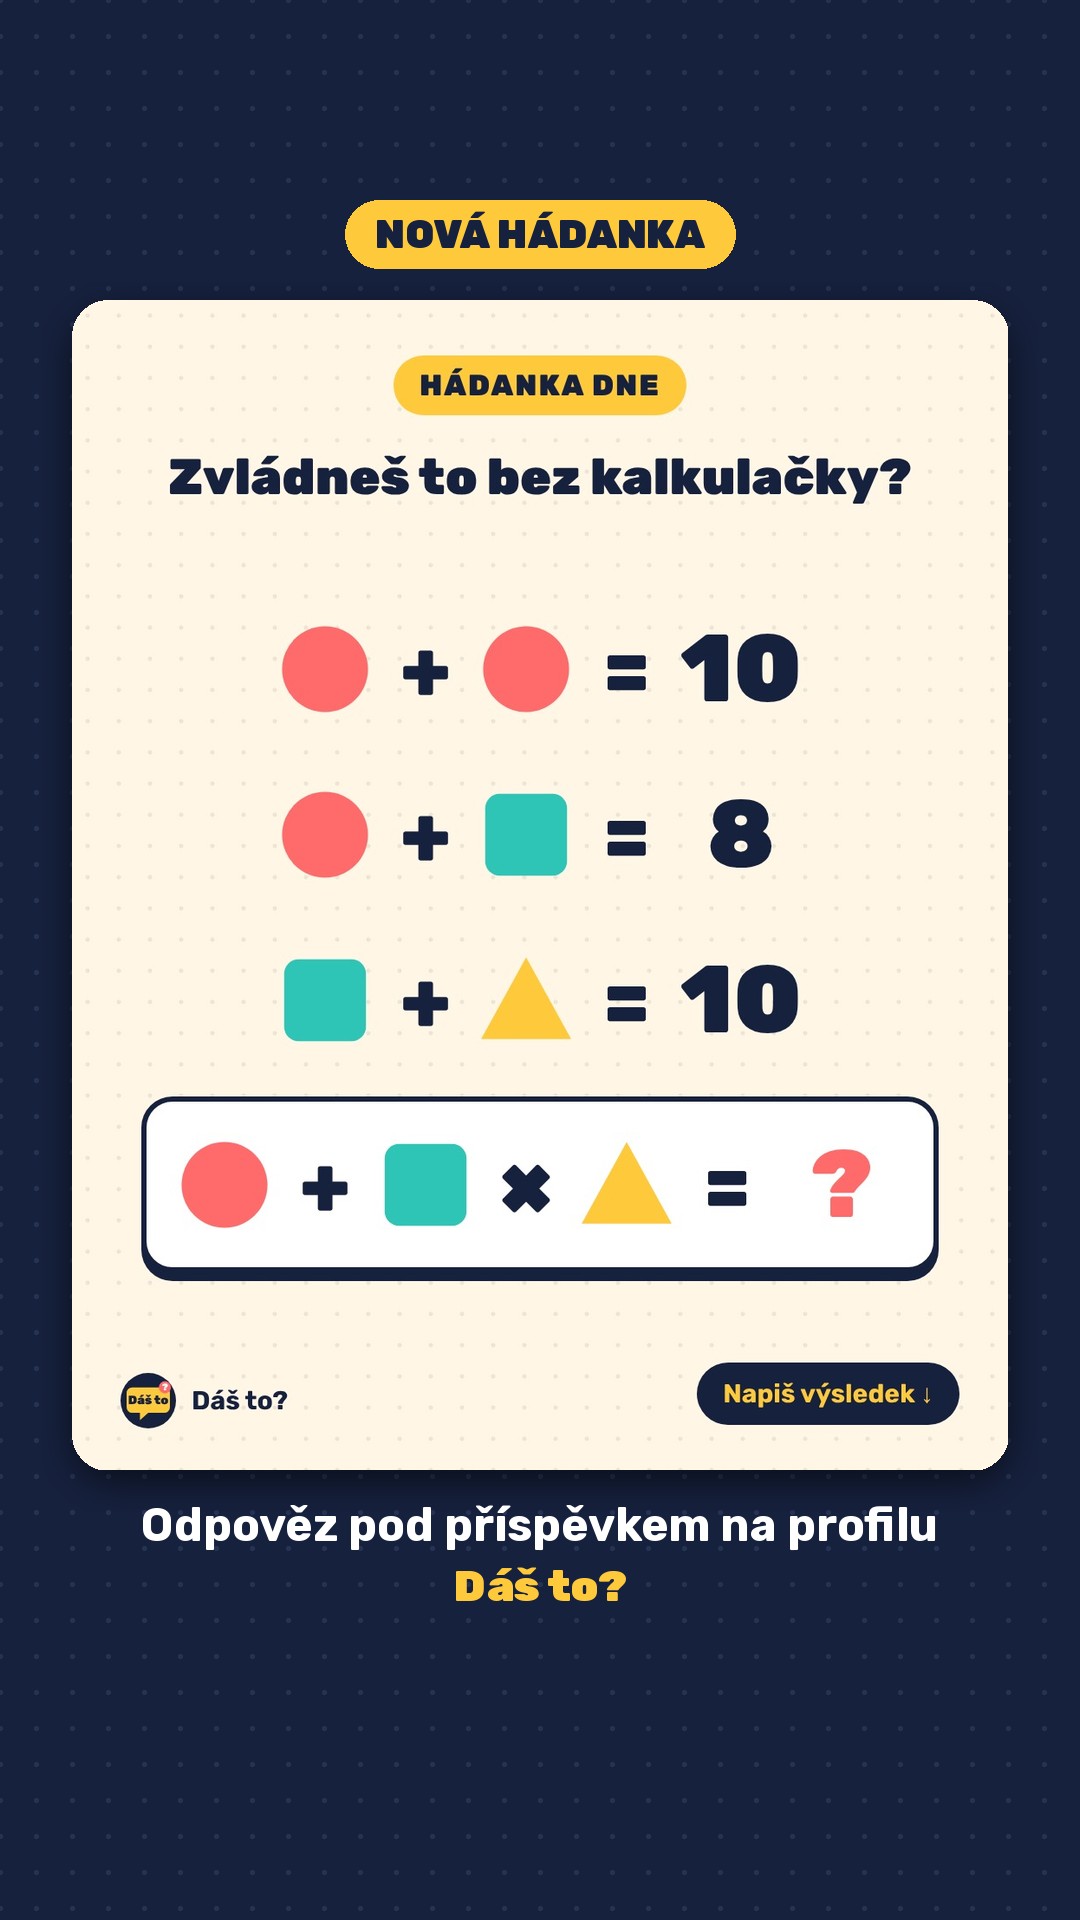 NOVÁ HÁDANKA
HÁDANKA DNE
Zvládneš to bez kalkulačky?
+ = 10
+ = 8
+ = 10
+ × = ?
Dáš to ?
Dáš to?
Napiš výsledek ↓
Odpověz pod příspěvkem na profilu
Dáš to?